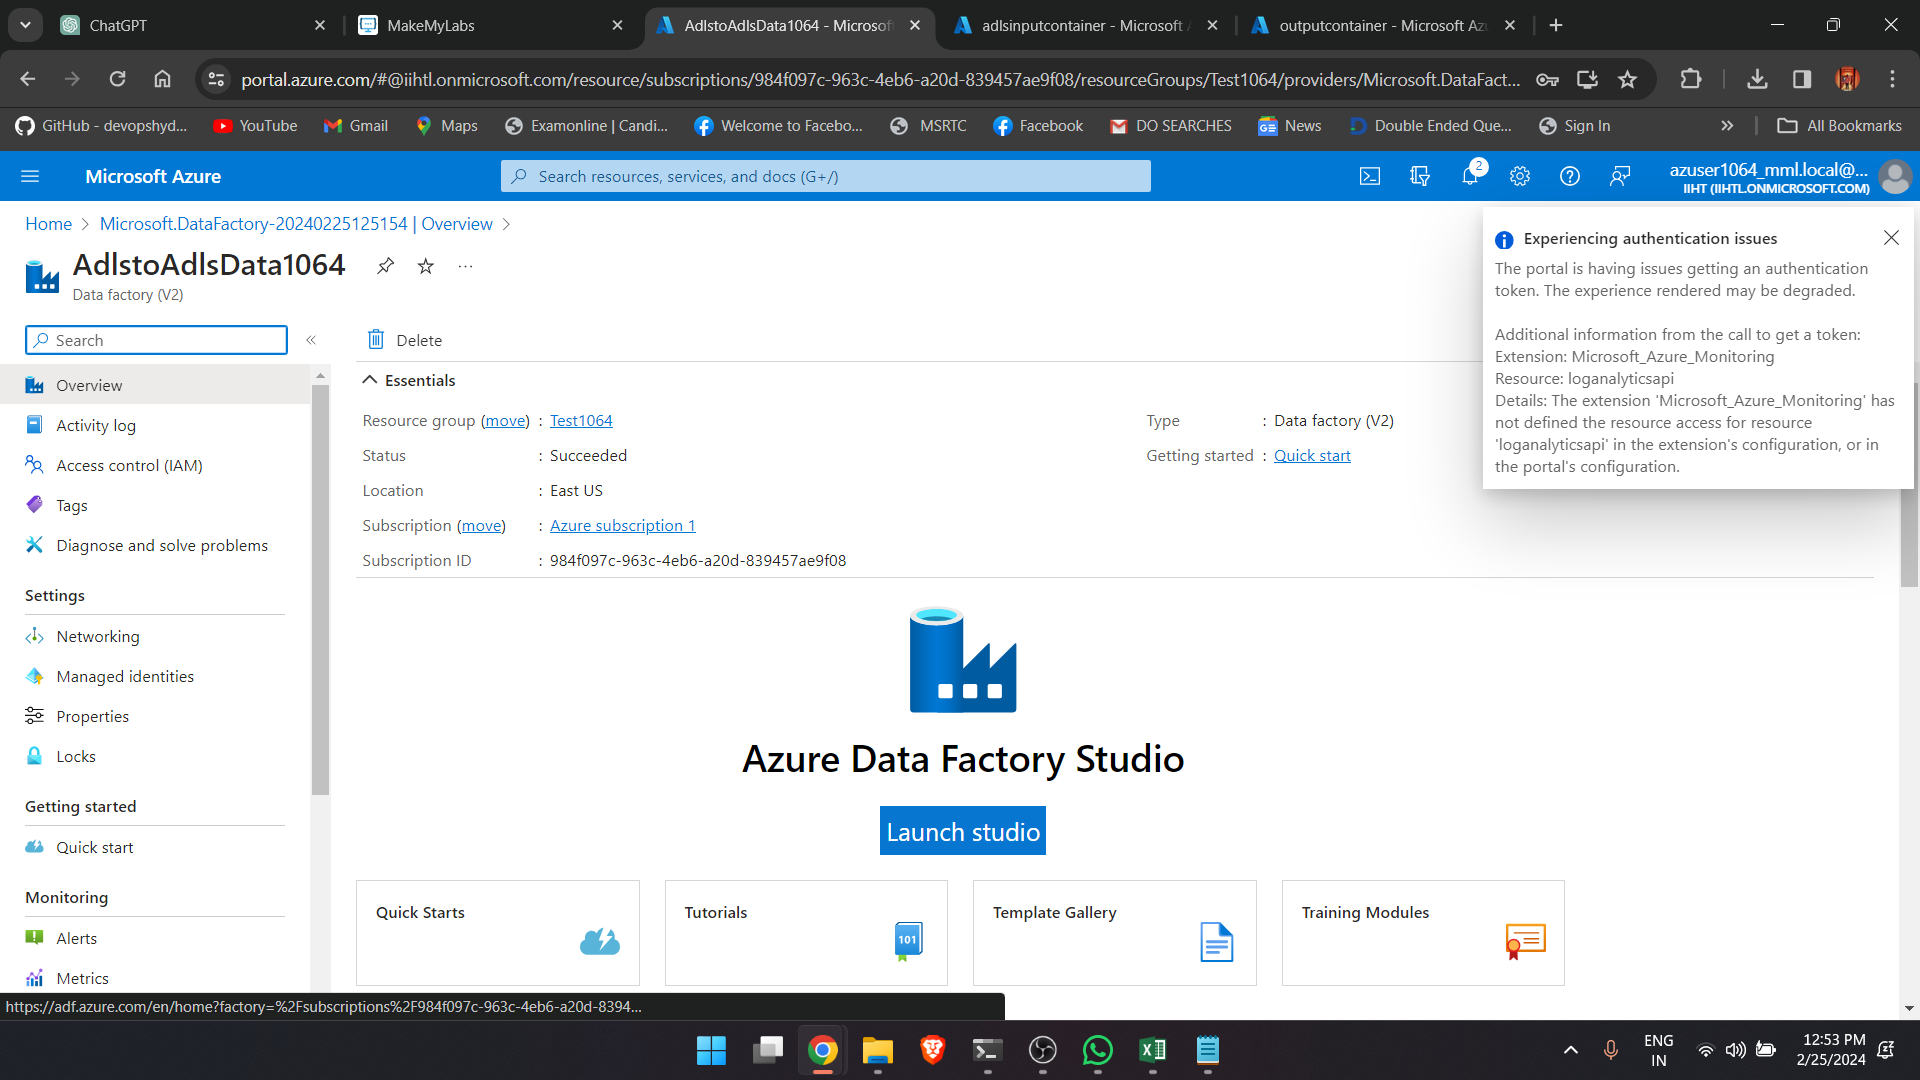 ChatGPT
MakeMyLabs
AdlstoAdlsData1064 - Microsoft
adlsinputcontainer - Microsoft A
outputcontainer - Microsoft Az
portal.azure.com/#@iihtl.onmicrosoft.com/resource/subscriptions/984f097c-963c-4eb6-a20d-839457ae9f08/resourceGroups/Test1064/providers/Microsoft.DataFact...
GitHub - devopshyd...
YouTube
Gmail
Maps
Examonline | Candi...
Welcome to Facebo...
MSRTC
Facebook
DO SEARCHES
News
Double Ended Que...
Sign In
All Bookmarks
Microsoft Azure
Search resources, services, and docs (G+/)
2
azuser1064_mml.local@...
IIHT (IIHTL.ONMICROSOFT.COM)
Home > Microsoft.DataFactory-20240225125154 | Overview >
AdlstoAdlsData1064
Data factory (V2)
Search
Delete
Overview
Activity log
Access control (IAM)
Tags
Diagnose and solve problems
Settings
Networking
Managed identities
Properties
Locks
Getting started
Quick start
Monitoring
Alerts
Metrics
Essentials
Resource group (move) : Test1064
Status : Succeeded
Location : East US
Subscription (move) : Azure subscription 1
Subscription ID : 984f097c-963c-4eb6-a20d-839457ae9f08
Type : Data factory (V2)
Getting started : Quick start
Experiencing authentication issues
The portal is having issues getting an authentication
token. The experience rendered may be degraded.
Additional information from the call to get a token:
Extension: Microsoft_Azure_Monitoring
Resource: loganalyticsapi
Details: The extension 'Microsoft_Azure_Monitoring' has
not defined the resource access for resource
'loganalyticsapi' in the extension's configuration, or in
the portal's configuration.
Azure Data Factory Studio
Launch studio
Quick Starts
Tutorials
101
Template Gallery
Training Modules
https://adf.azure.com/en/home?factory=%2Fsubscriptions%2F984f097c-963c-4eb6-a20d-8394...
ENG
IN
12:53 PM
2/25/2024